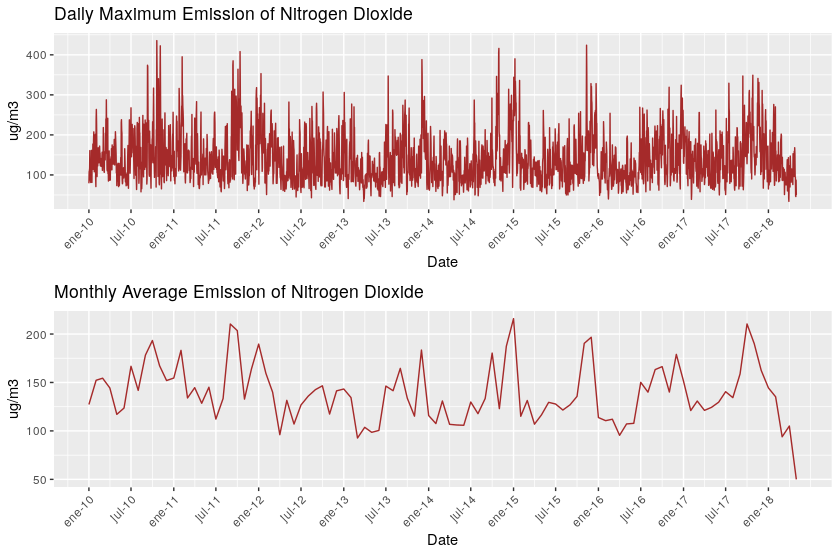 Daily Maximum Emission of Nitrogen Dioxide
ug/m3
400
300
200
100
ene-10
jul-10
ene-11
jul-11
ene-12
jul-12
ene-13
jul-13
ene-14
jul-14
ene-15
jul-15
ene-16
jul-16
ene-17
jul-17
ene-18
Date
Monthly Average Emission of Nitrogen Dioxide
ug/m3
200
150
100
50
ene-10
jul-10
ene-11
jul-11
ene-12
jul-12
ene-13
jul-13
ene-14
jul-14
ene-15
jul-15
ene-16
jul-16
ene-17
jul-17
ene-18
Date